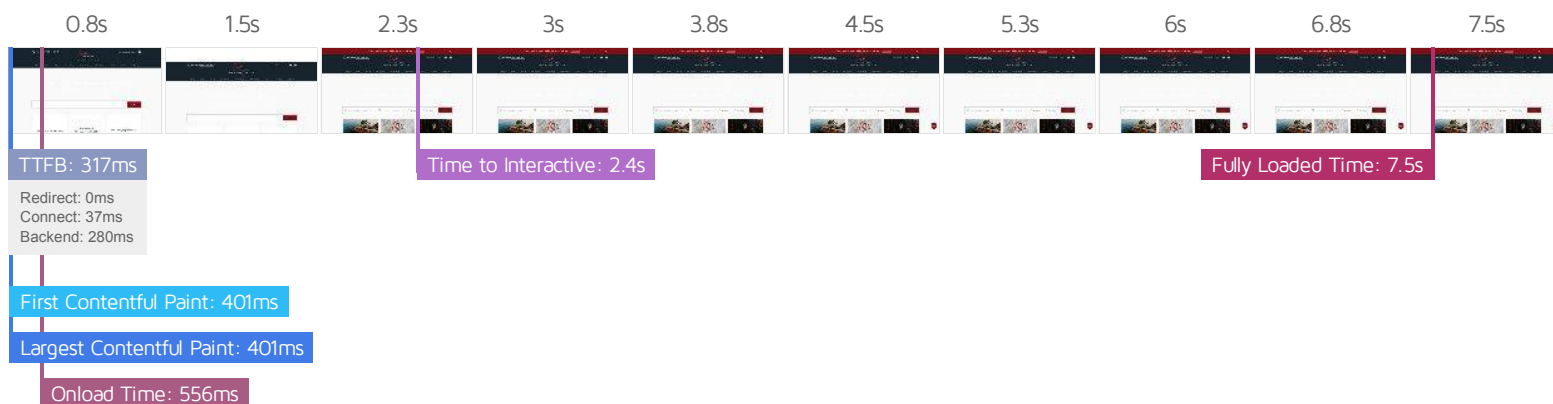 0.8s
1.5s
2.3s
3s
3.8s
4.5s
5.3s
6s
6.8s
7.5s
TTFB: 317ms
Time to Interactive: 2.4s
Fully Loaded Time: 7.5s
Redirect: 0ms
Connect: 37ms
Backend: 280ms
First Contentful Paint: 401ms
Largest Contentful Paint: 401ms
Onload Time: 556ms